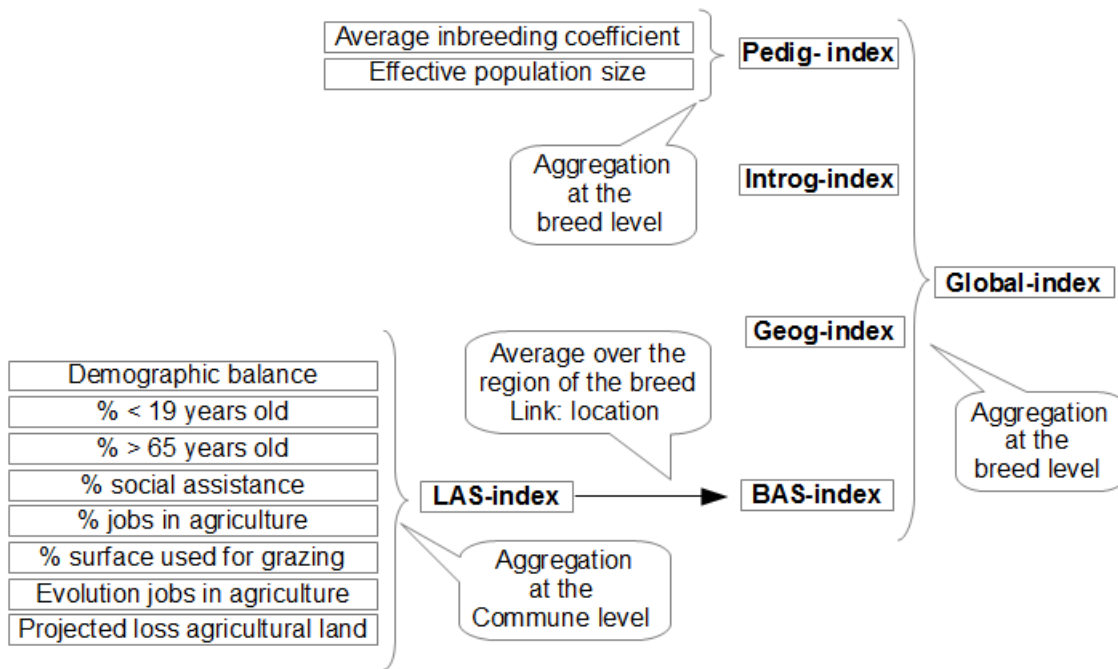 Average inbreeding coefficient
Effective population size
Pedig- index
Aggregation
at the
breed level
Introg-index
Global-index
Geog-index
Average over the
region of the breed
Link: location
Aggregation
at the
breed level
Demographic balance
% < 19 years old
% > 65 years old
% social assistance
% jobs in agriculture
% surface used for grazing
Evolution jobs in agriculture
Projected loss agricultural land
LAS-index
BAS-index
Aggregation
at the
Commune level